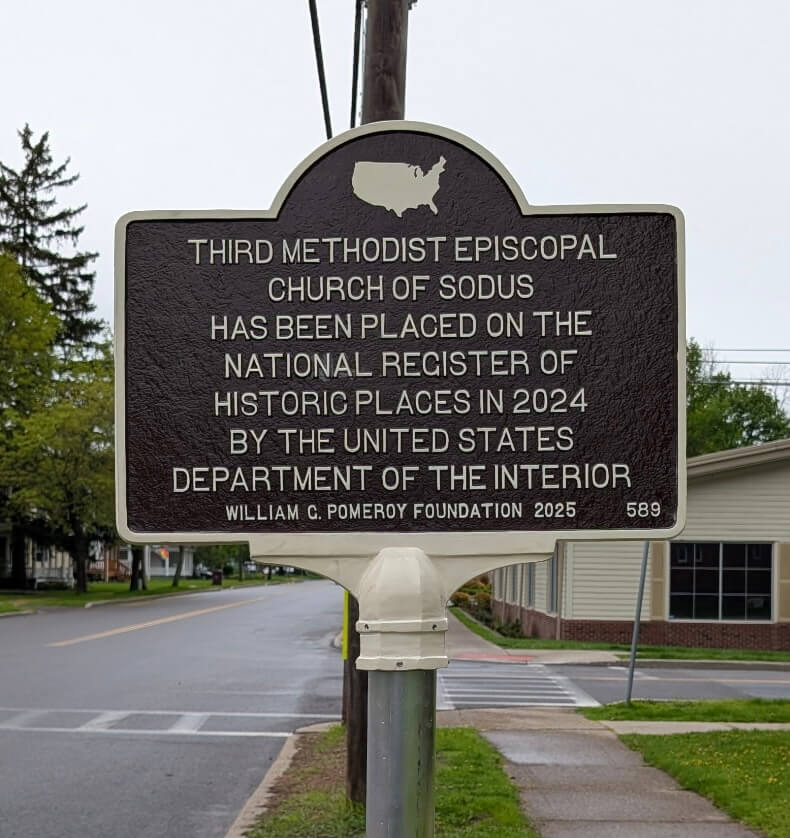 THIRD METHODIST EPISCOPAL
CHURCH OF SODUS
HAS BEEN PLACED ON THE
NATIONAL REGISTER OF
HISTORIC PLACES IN 2024
BY THE UNITED STATES
DEPARTMENT OF THE INTERIOR
WILLIAM G. POMEROY FOUNDATION 2025 589